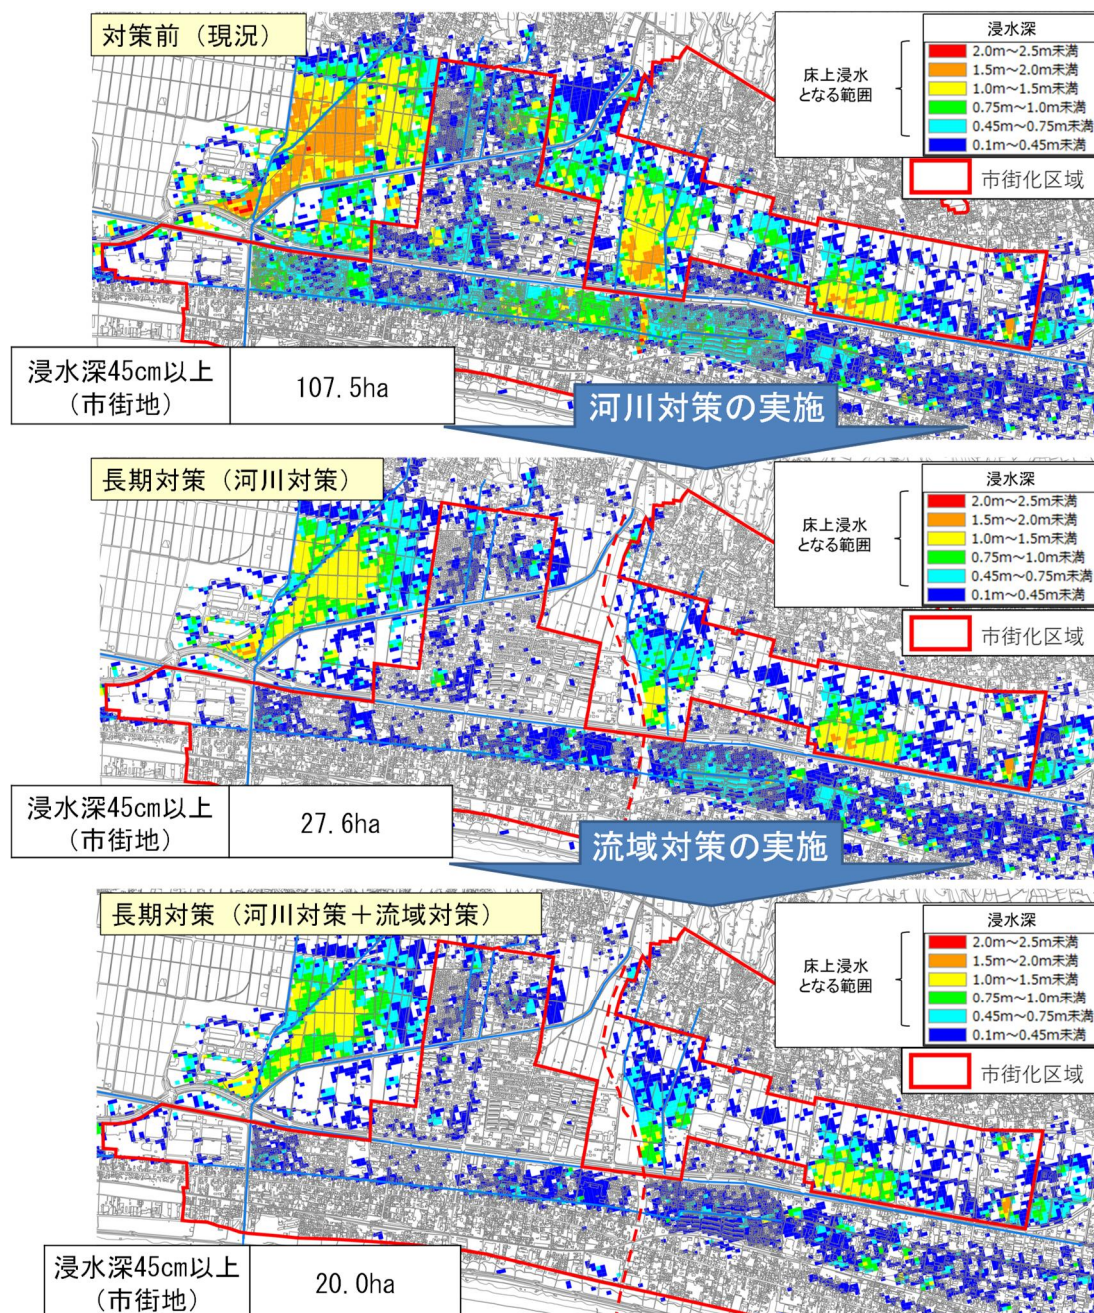 対策前（現況）
浸水深
床上浸水
となる範囲
2.0m～2.5m未満
1.5m～2.0m未満
1.0m～1.5m未満
0.75m～1.0m未満
0.45m～0.75m未満
0.1m～0.45m未満
市街化区域
浸水深45cm以上
（市街地）
107.5ha
河川対策の実施
長期対策（河川対策）
浸水深
床上浸水
となる範囲
2.0m～2.5m未満
1.5m～2.0m未満
1.0m～1.5m未満
0.75m～1.0m未満
0.45m～0.75m未満
0.1m～0.45m未満
市街化区域
浸水深45cm以上
（市街地）
27.6ha
流域対策の実施
長期対策（河川対策＋流域対策）
浸水深
床上浸水
となる範囲
2.0m～2.5m未満
1.5m～2.0m未満
1.0m～1.5m未満
0.75m～1.0m未満
0.45m～0.75m未満
0.1m～0.45m未満
市街化区域
浸水深45cm以上
（市街地）
20.0ha